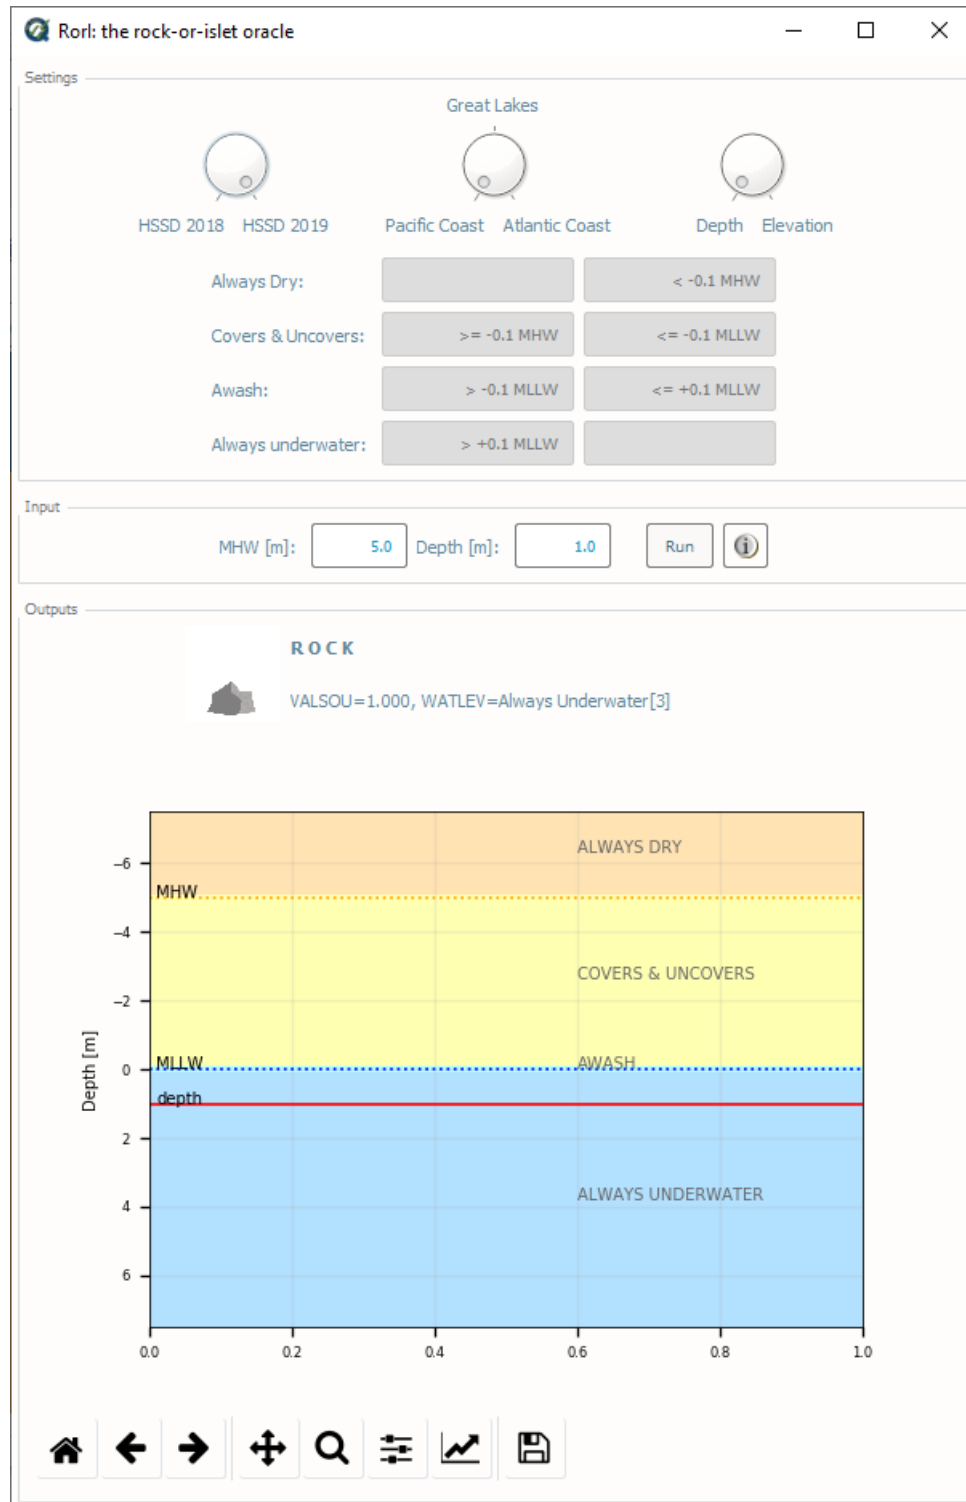 RorI: the rock-or-islet oracle
Settings
Great Lakes
HSSD 2018 HSSD 2019 Pacific Coast Atlantic Coast Depth Elevation
Always Dry: < -0.1 MHW
Covers & Uncovers: >= -0.1 MHW <= -0.1 MLLW
Awash: > -0.1 MLLW <= +0.1 MLLW
Always underwater: > +0.1 MLLW
Input
MHW [m]: 5.0 Depth [m]: 1.0 Run
Outputs
ROCK
VALSOU=1.000, WATLEV=Always Underwater[3]
ALWAYS DRY
−6
MHW
−4
COVERS & UNCOVERS
−2
MLLW AWASH
0
depth
Depth [m]
2
ALWAYS UNDERWATER
4
6
0.0 0.2 0.4 0.6 0.8 1.0